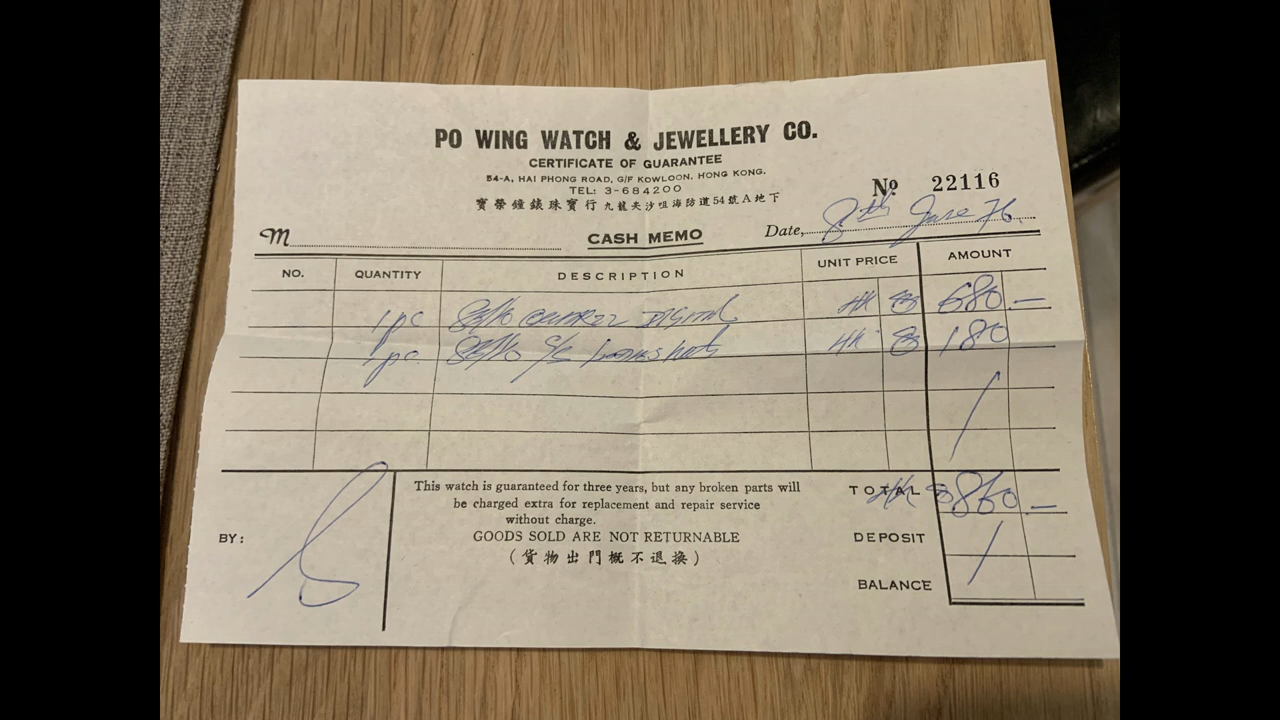 PO WING WATCH & JEWELLERY CO.
CERTIFICATE OF GUARANTEE
54-A, HAI PHONG ROAD, G/F KOWLOON, HONG KONG.
TEL: 3-684200
寶榮鐘錶珠寶行 九龍尖沙咀海防道54號A地下
Nº 22116
M
CASH MEMO
Date, 8th June 76
NO. QUANTITY DESCRIPTION UNIT PRICE AMOUNT
1pc Digital HK $ 680.—
1pc HK $ 180
TOTAL HK $ 860.—
This watch is guaranteed for three years, but any broken parts will
be charged extra for replacement and repair service
without charge.
GOODS SOLD ARE NOT RETURNABLE
(貨物出門概不退換)
BY:
DEPOSIT
BALANCE